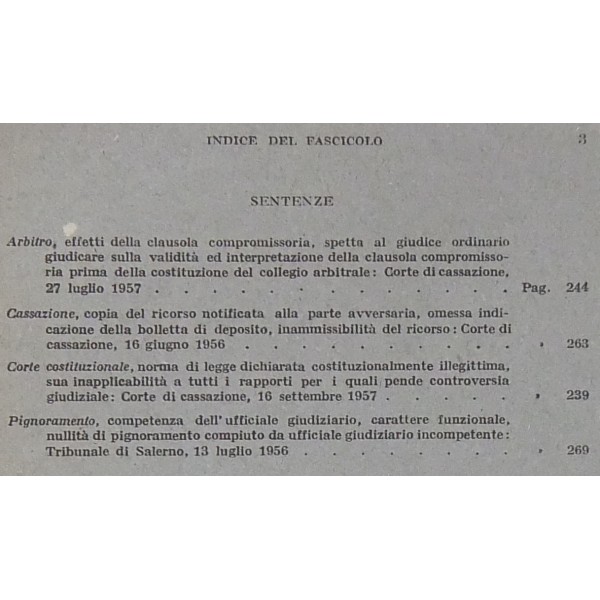 INDICE DEL FASCICOLO 3
SENTENZE
Arbitro, effetti della clausola compromissoria, spetta al giudice ordinario
giudicare sulla validità ed interpretazione della clausola compromisso-
ria prima della costituzione del collegio arbitrale: Corte di cassazione,
27 luglio 1957 . . . . . . . . . . . . . Pag. 244
Cassazione, copia del ricorso notificata alla parte avversaria, omessa indi-
cazione della bolletta di deposito, inammissibilità del ricorso: Corte di
cassazione, 16 giugno 1956 . . . . . . . . . » 263
Corte costituzionale, norma di legge dichiarata costituzionalmente illegittima,
sua inapplicabilità a tutti i rapporti per i quali pende controversia
giudiziale: Corte di cassazione, 16 settembre 1957 . . . . . » 239
Pignoramento, competenza dell'ufficiale giudiziario, carattere funzionale,
nullità di pignoramento compiuto da ufficiale giudiziario incompetente:
Tribunale di Salerno, 13 luglio 1956 . . . . . . . » 269